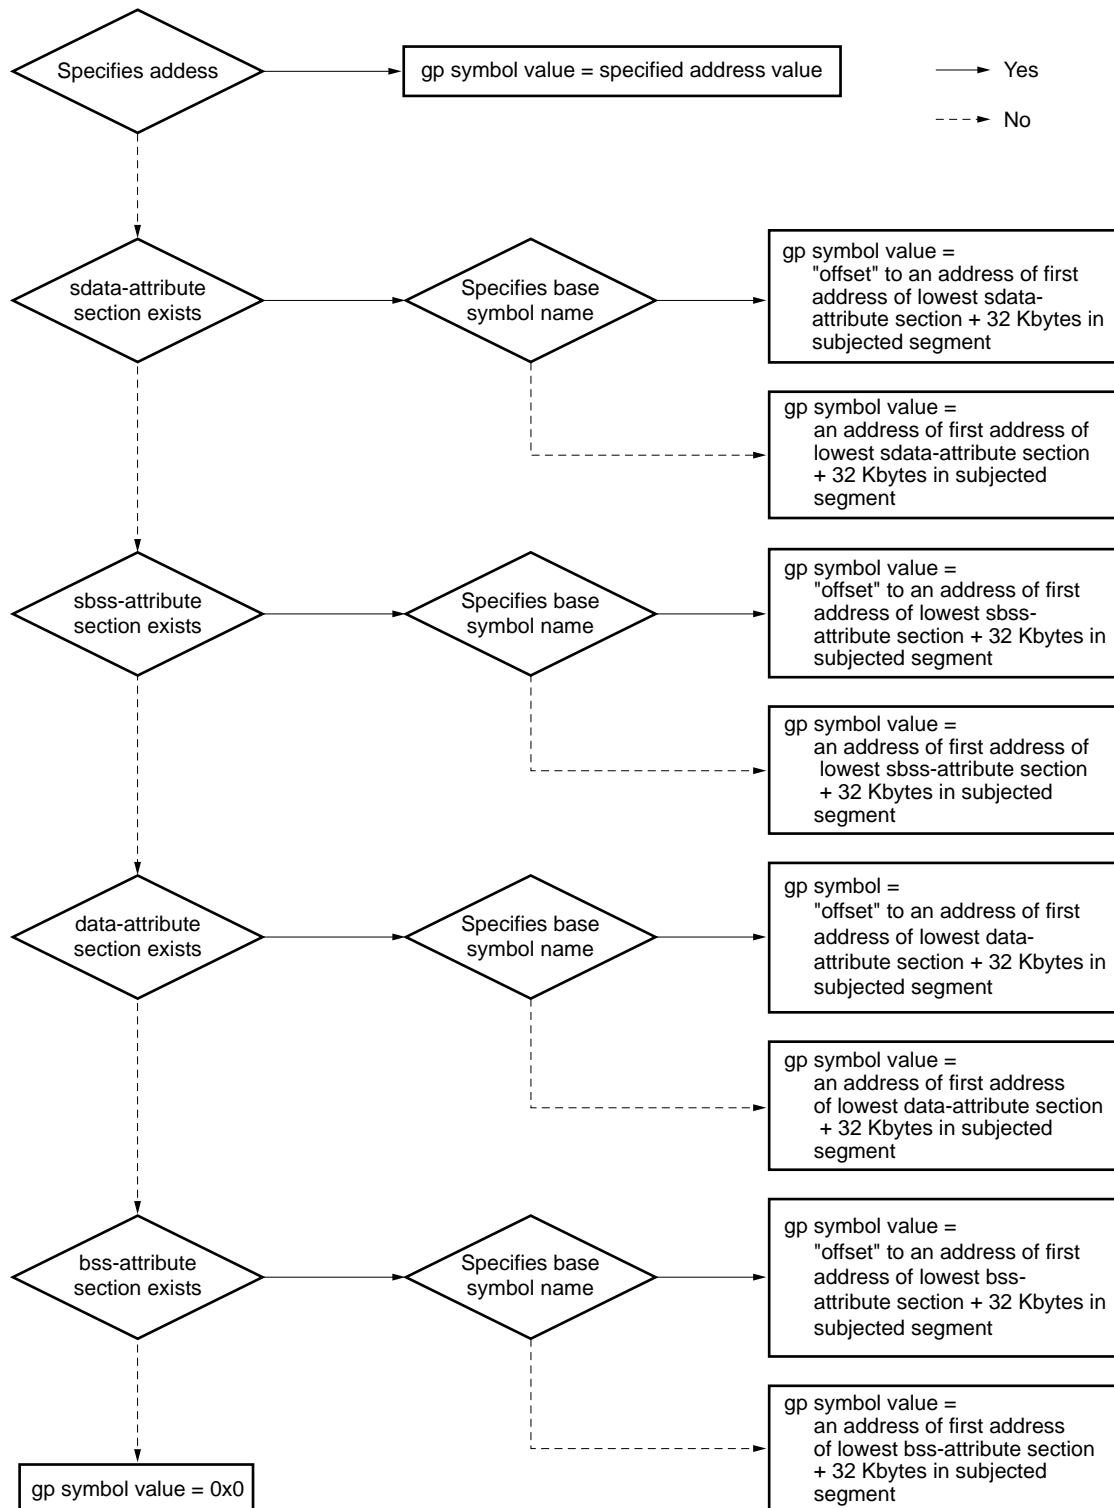 Specifies addess
gp symbol value = specified address value
Yes
No
sdata-attribute
section exists
Specifies base
symbol name
gp symbol value =
"offset" to an address of first
address of lowest sdata-
attribute section + 32 Kbytes in
subjected segment
gp symbol value =
an address of first address of
lowest sdata-attribute section
+ 32 Kbytes in subjected
segment
sbss-attribute
section exists
Specifies base
symbol name
gp symbol value =
"offset" to an address of first
address of lowest sbss-
attribute section + 32 Kbytes in
subjected segment
gp symbol value =
an address of first address of
lowest sbss-attribute section
+ 32 Kbytes in subjected
segment
data-attribute
section exists
Specifies base
symbol name
gp symbol =
"offset" to an address of first
address of lowest data-
attribute section + 32 Kbytes in
subjected segment
gp symbol value =
an address of first address
of lowest data-attribute section
+ 32 Kbytes in subjected
segment
bss-attribute
section exists
Specifies base
symbol name
gp symbol value =
"offset" to an address of first
address of lowest bss-
attribute section + 32 Kbytes in
subjected segment
gp symbol value =
an address of first address
of lowest bss-attribute section
+ 32 Kbytes in subjected
segment
gp symbol value = 0x0